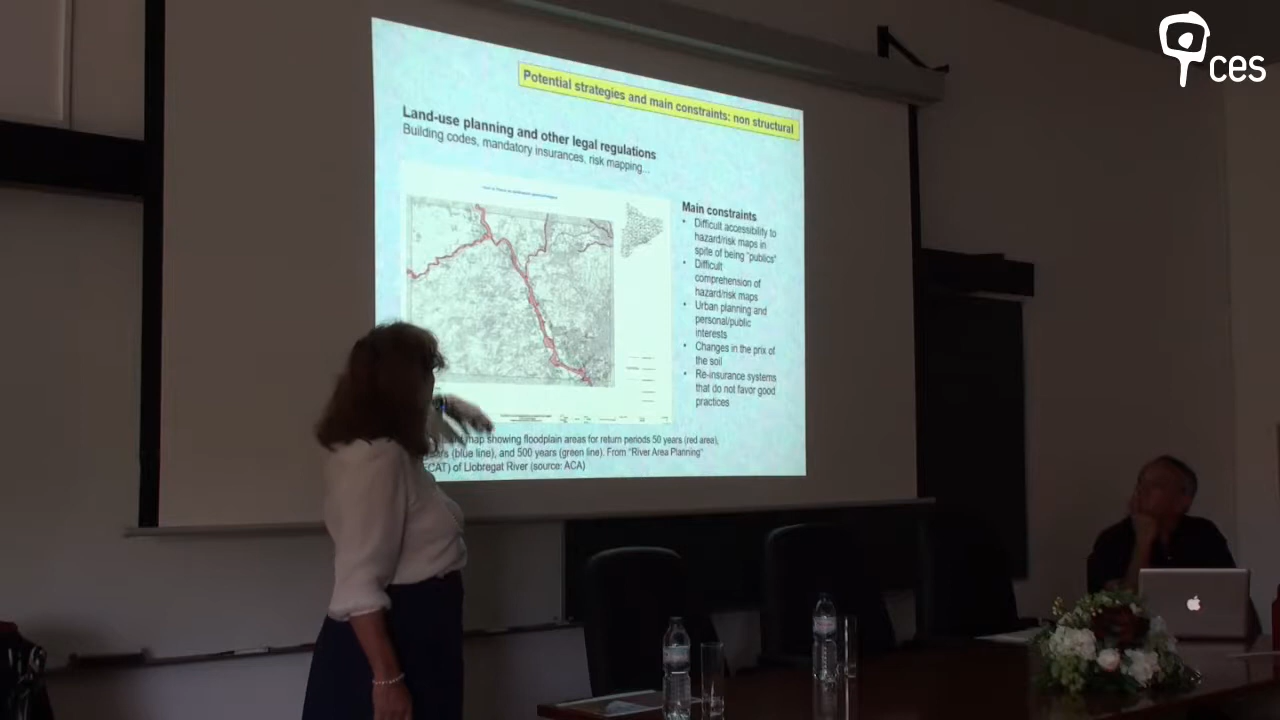 ces
Potential strategies and main constraints: non structural
Land-use planning and other legal regulations
Building codes, mandatory insurances, risk mapping...
Main constraints
• Difficult accessibility to
hazard/risk maps in
spite of being "publics"
• Difficult
comprehension of
hazard/risk maps
• Urban planning and
personal/public
interests
• Changes in the prix of
the soil
• Re-insurance systems
that do not favor good
practices
map showing floodplain areas for return periods 50 years (red area),
(blue line), and 500 years (green line). From "River Area Planning"
of Llobregat River (source: ACA)